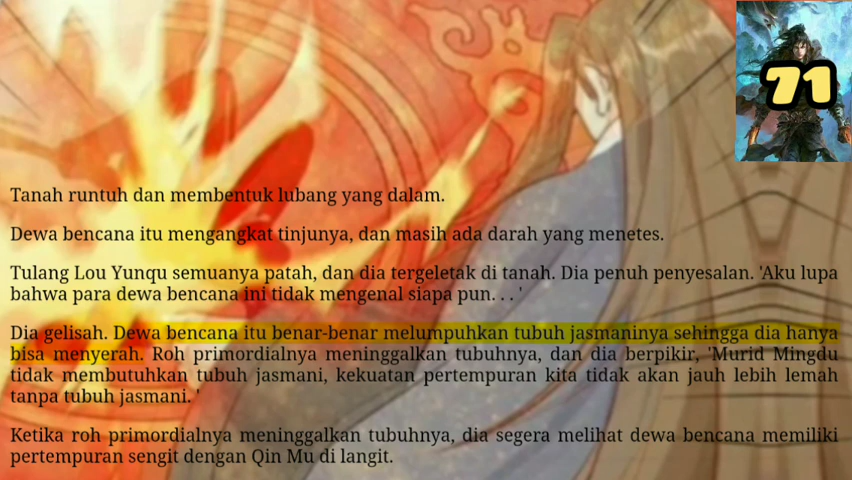 71
Tanah runtuh dan membentuk lubang yang dalam.
Dewa bencana itu mengangkat tinjunya, dan masih ada darah yang menetes.
Tulang Lou Yunqu semuanya patah, dan dia tergeletak di tanah. Dia penuh penyesalan. 'Aku lupa
bahwa para dewa bencana ini tidak mengenal siapa pun. . . '
Dia gelisah. Dewa bencana itu benar-benar melumpuhkan tubuh jasmaninya sehingga dia hanya
bisa menyerah. Roh primordialnya meninggalkan tubuhnya, dan dia berpikir, 'Murid Mingdu
tidak membutuhkan tubuh jasmani, kekuatan pertempuran kita tidak akan jauh lebih lemah
tanpa tubuh jasmani. '
Ketika roh primordialnya meninggalkan tubuhnya, dia segera melihat dewa bencana memiliki
pertempuran sengit dengan Qin Mu di langit.